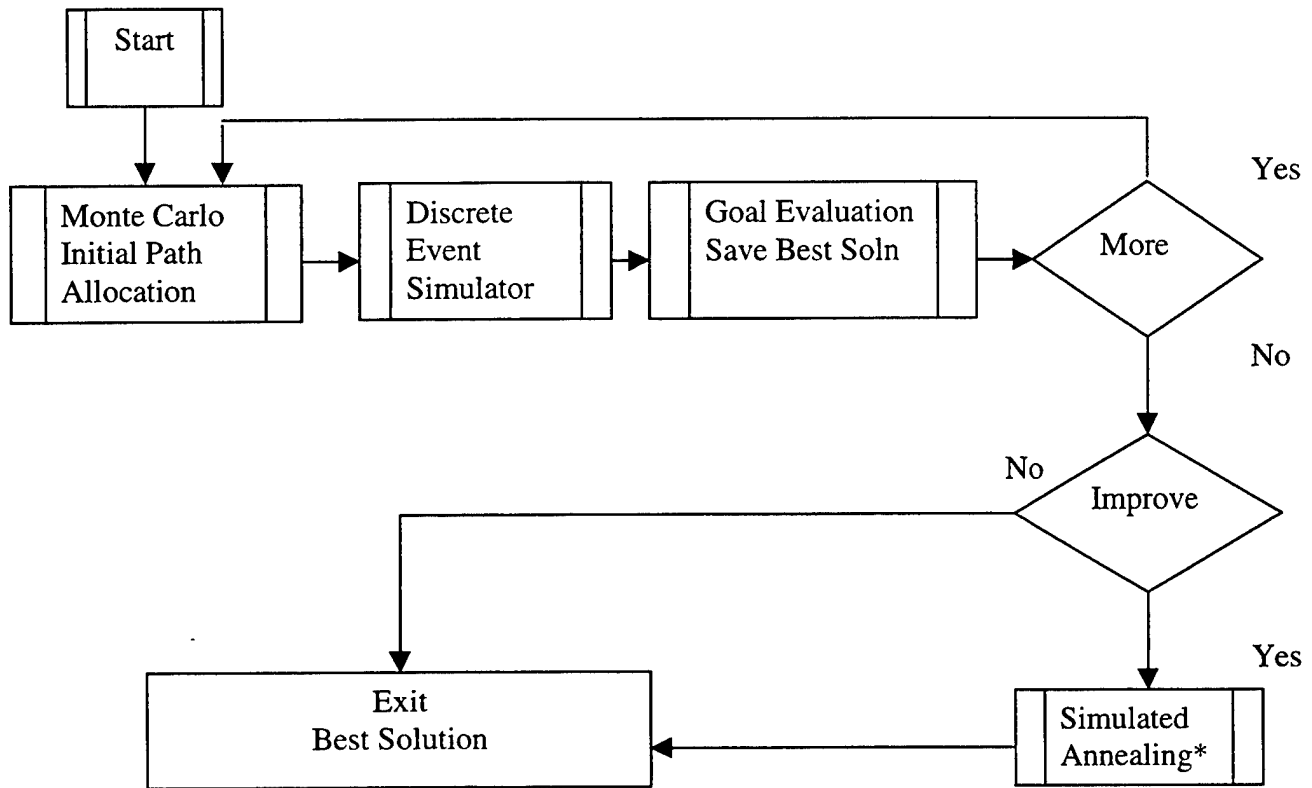 Start
Yes
Monte Carlo
Initial Path
Allocation
Discrete
Event
Simulator
Goal Evaluation
Save Best Soln
More
No
No
Improve
Yes
Exit
Best Solution
Simulated
Annealing*